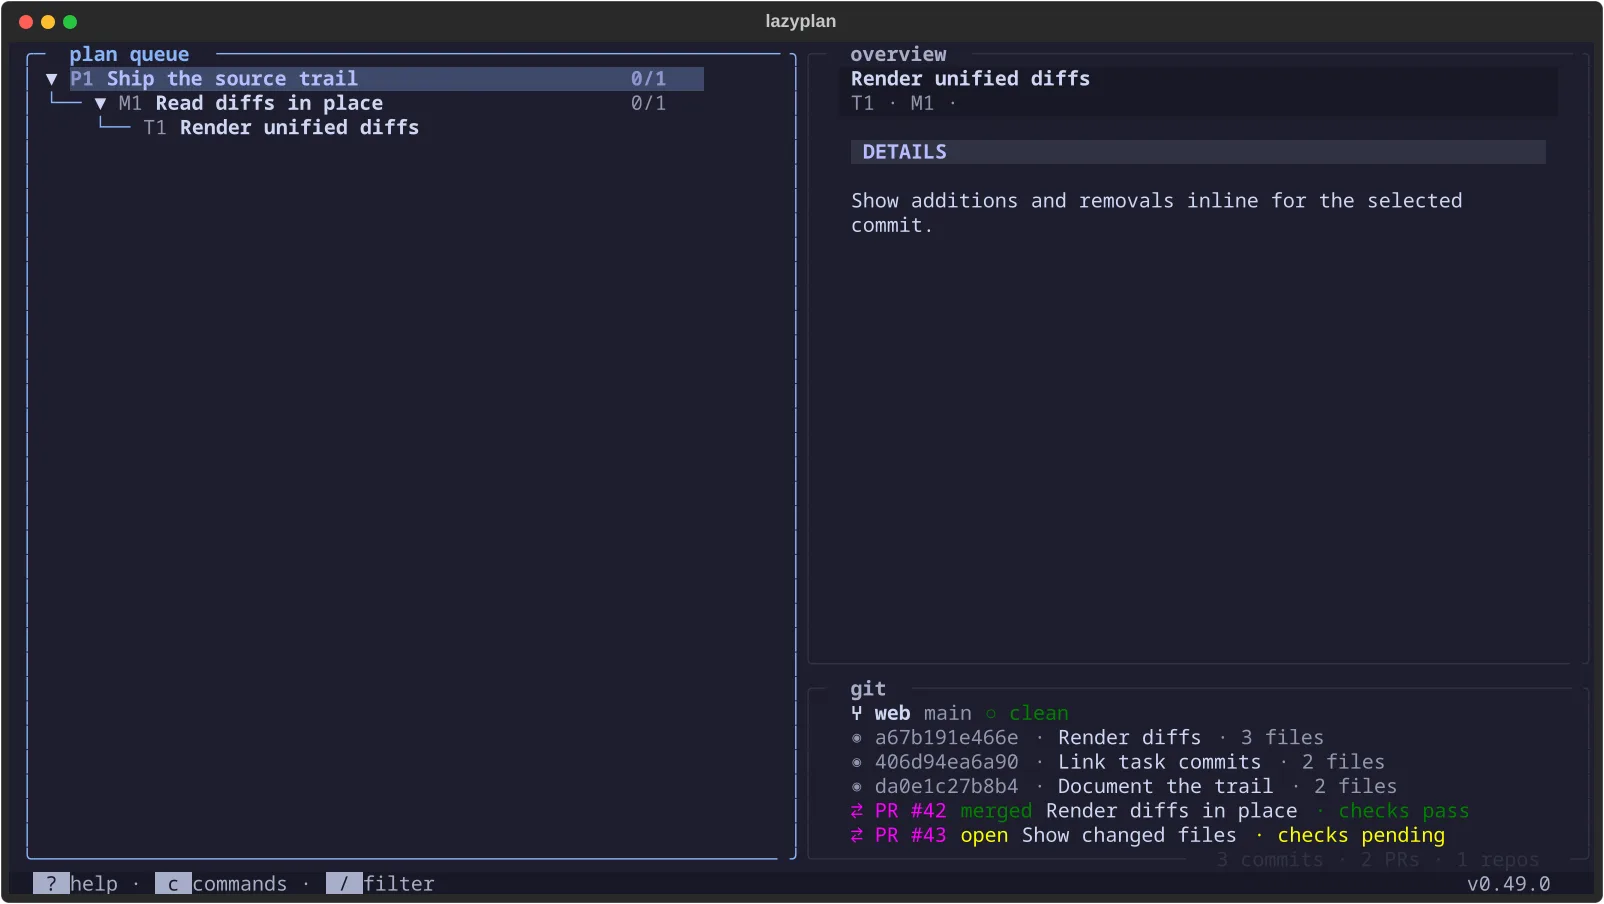 lazyplan
plan queue
▼ P1 Ship the source trail 0/1
▼ M1 Read diffs in place 0/1
T1 Render unified diffs
overview
Render unified diffs
T1 · M1 ·
DETAILS
Show additions and removals inline for the selected
commit.
git
web main ○ clean
◉ a67b191e466e · Render diffs · 3 files
◉ 406d94ea6a90 · Link task commits · 2 files
◉ da0e1c27b8b4 · Document the trail · 2 files
⇄ PR #42 merged Render diffs in place · checks pass
⇄ PR #43 open Show changed files · checks pending
3 commits · 2 PRs · 1 repos
? help · c commands · / filter
v0.49.0